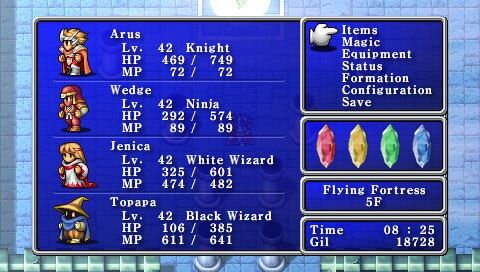 Arus
Lv. 42 Knight
HP 469 / 749
MP 72 / 72
Wedge
Lv. 42 Ninja
HP 292 / 574
MP 89 / 89
Jenica
Lv. 42 White Wizard
HP 325 / 601
MP 474 / 482
Topapa
Lv. 42 Black Wizard
HP 106 / 385
MP 611 / 641
Items
Magic
Equipment
Status
Formation
Configuration
Save
Flying Fortress
5F
Time 08 : 25
Gil 18728